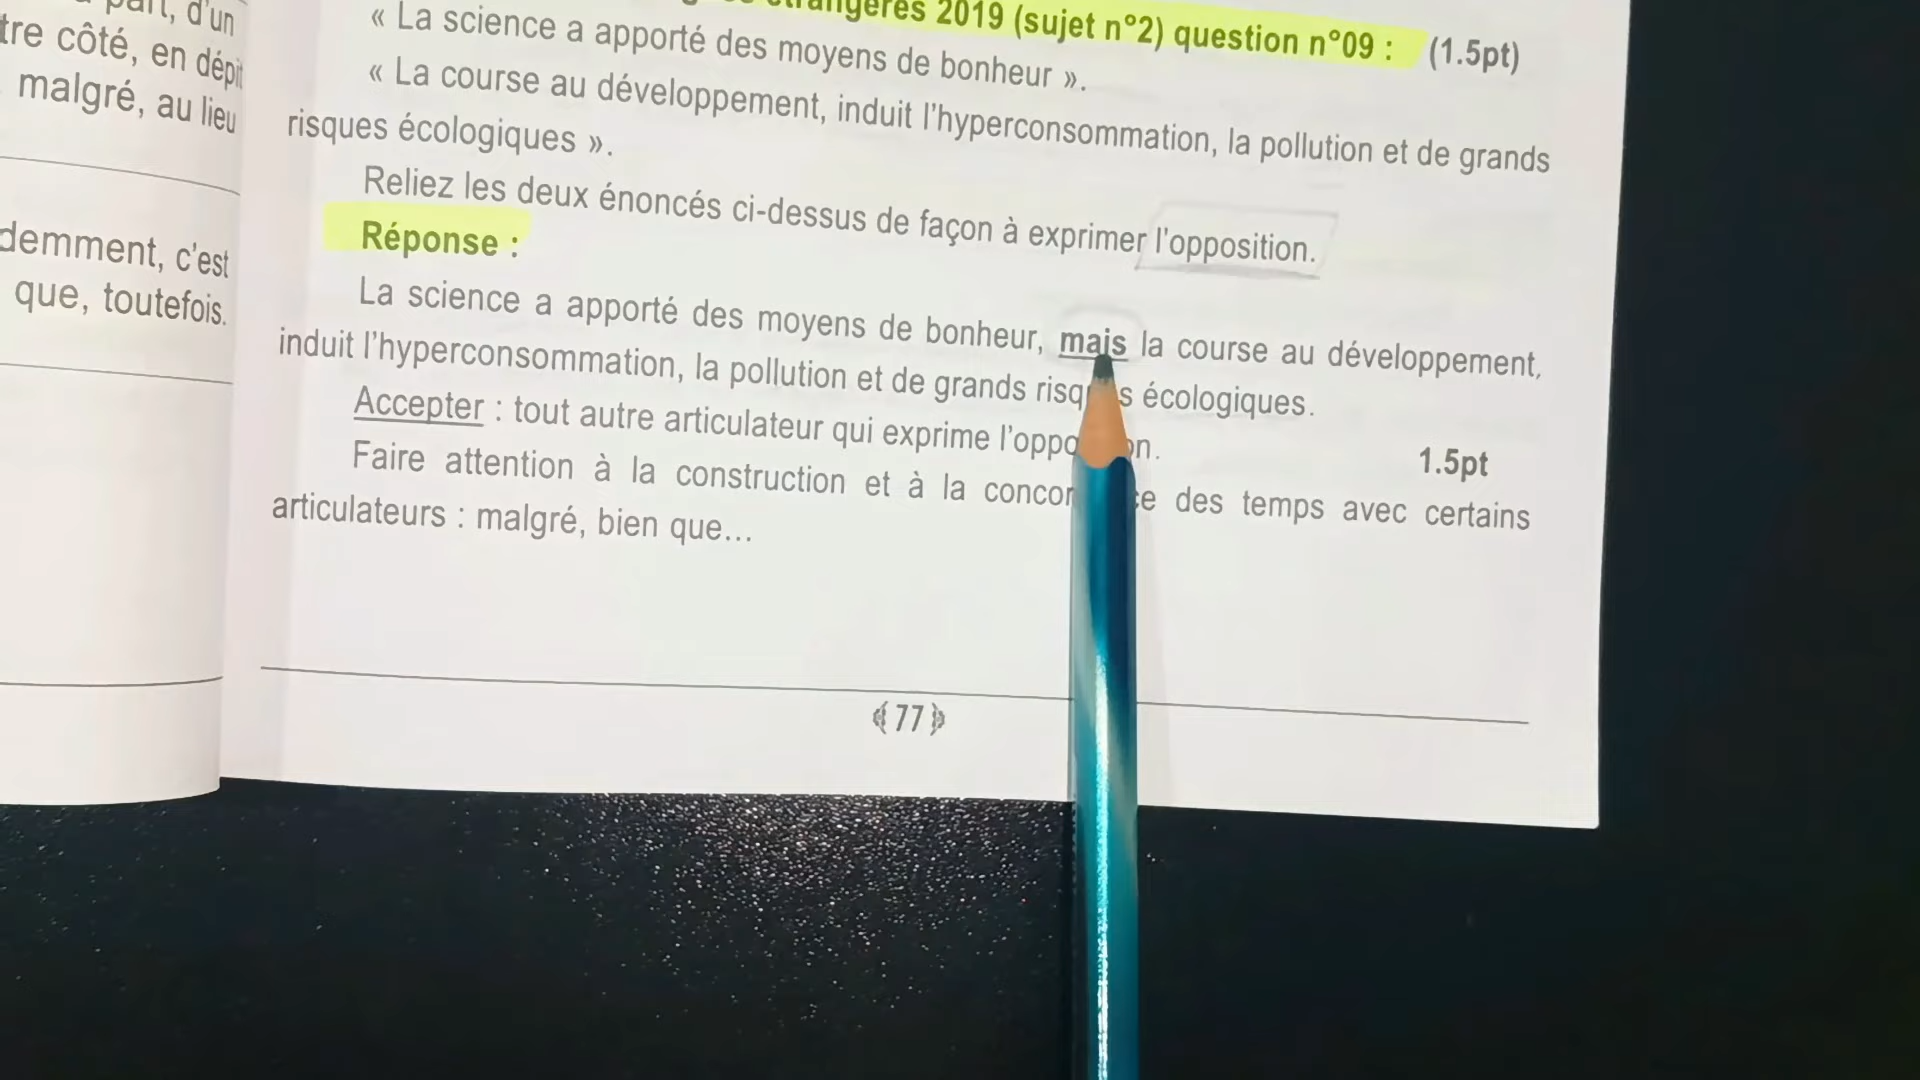 part, d'un
tre côté, en dépit
malgré, au lieu
demment, c'est
que, toutefois.
étrangères 2019 (sujet n°2) question n°09 : (1.5pt)
« La science a apporté des moyens de bonheur ».
« La course au développement, induit l'hyperconsommation, la pollution et de grands
risques écologiques ».
Reliez les deux énoncés ci-dessus de façon à exprimer l'opposition.
Réponse :
La science a apporté des moyens de bonheur, mais la course au développement,
induit l'hyperconsommation, la pollution et de grands risques écologiques.
Accepter : tout autre articulateur qui exprime l'opposition.
1.5pt
Faire attention à la construction et à la concordance des temps avec certains
articulateurs : malgré, bien que...
77